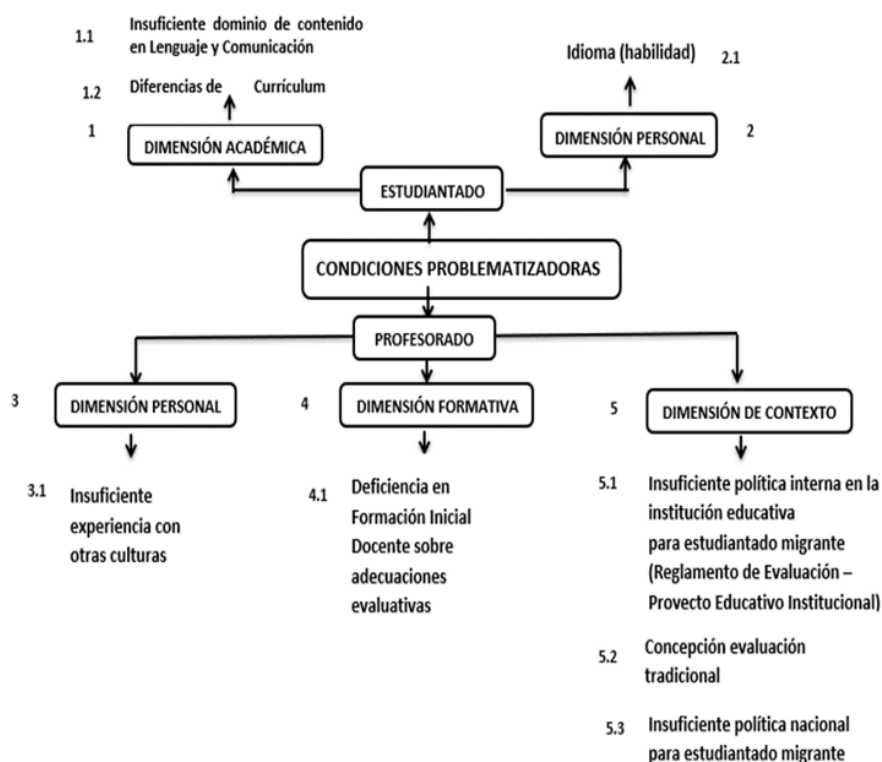 1.1 Insuficiente dominio de contenido
en Lenguaje y Comunicación
Idioma (habilidad) 2.1
1.2 Diferencias de Currículum
1 DIMENSIÓN ACADÉMICA
DIMENSIÓN PERSONAL 2
ESTUDIANTADO
CONDICIONES PROBLEMATIZADORAS
PROFESORADO
3 DIMENSIÓN PERSONAL
4 DIMENSIÓN FORMATIVA
5 DIMENSIÓN DE CONTEXTO
3.1 Insuficiente
experiencia con
otras culturas
4.1 Deficiencia en
Formación Inicial
Docente sobre
adecuaciones
evaluativas
5.1 Insuficiente política interna en la
institución educativa
para estudiantado migrante
(Reglamento de Evaluación –
Proyecto Educativo Institucional)
5.2 Concepción evaluación
tradicional
5.3 Insuficiente política nacional
para estudiantado migrante